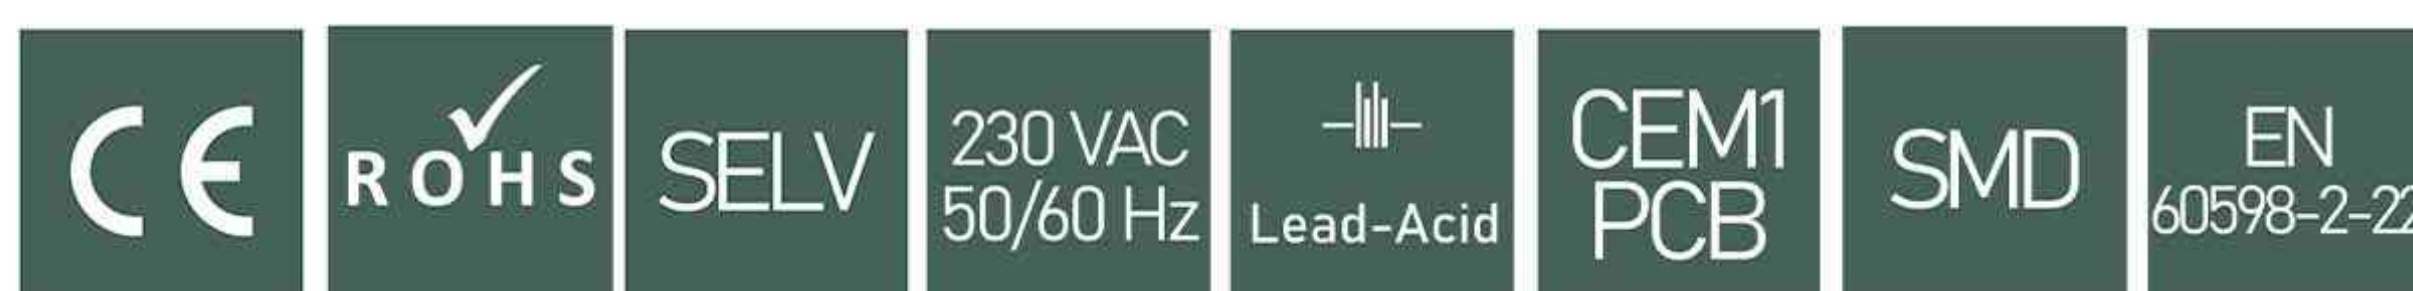 CE
ROHS
SELV
230 VAC
50/60 Hz
Lead-Acid
CEM1
PCB
SMD
EN
60598-2-22